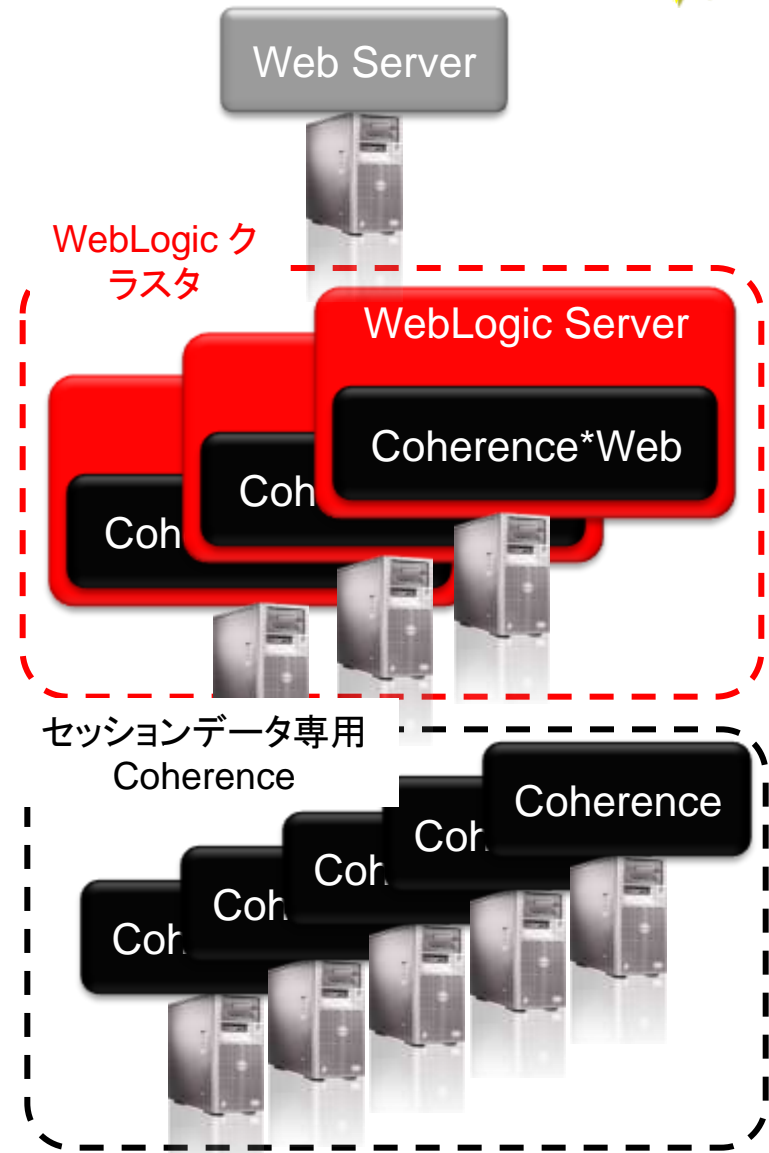 Web Server
WebLogic ク
ラスタ
WebLogic Server
Coherence*Web
Coh
Coh
セッションデータ専用
Coherence
Coherence
Coh
Coh
Coh
Coh